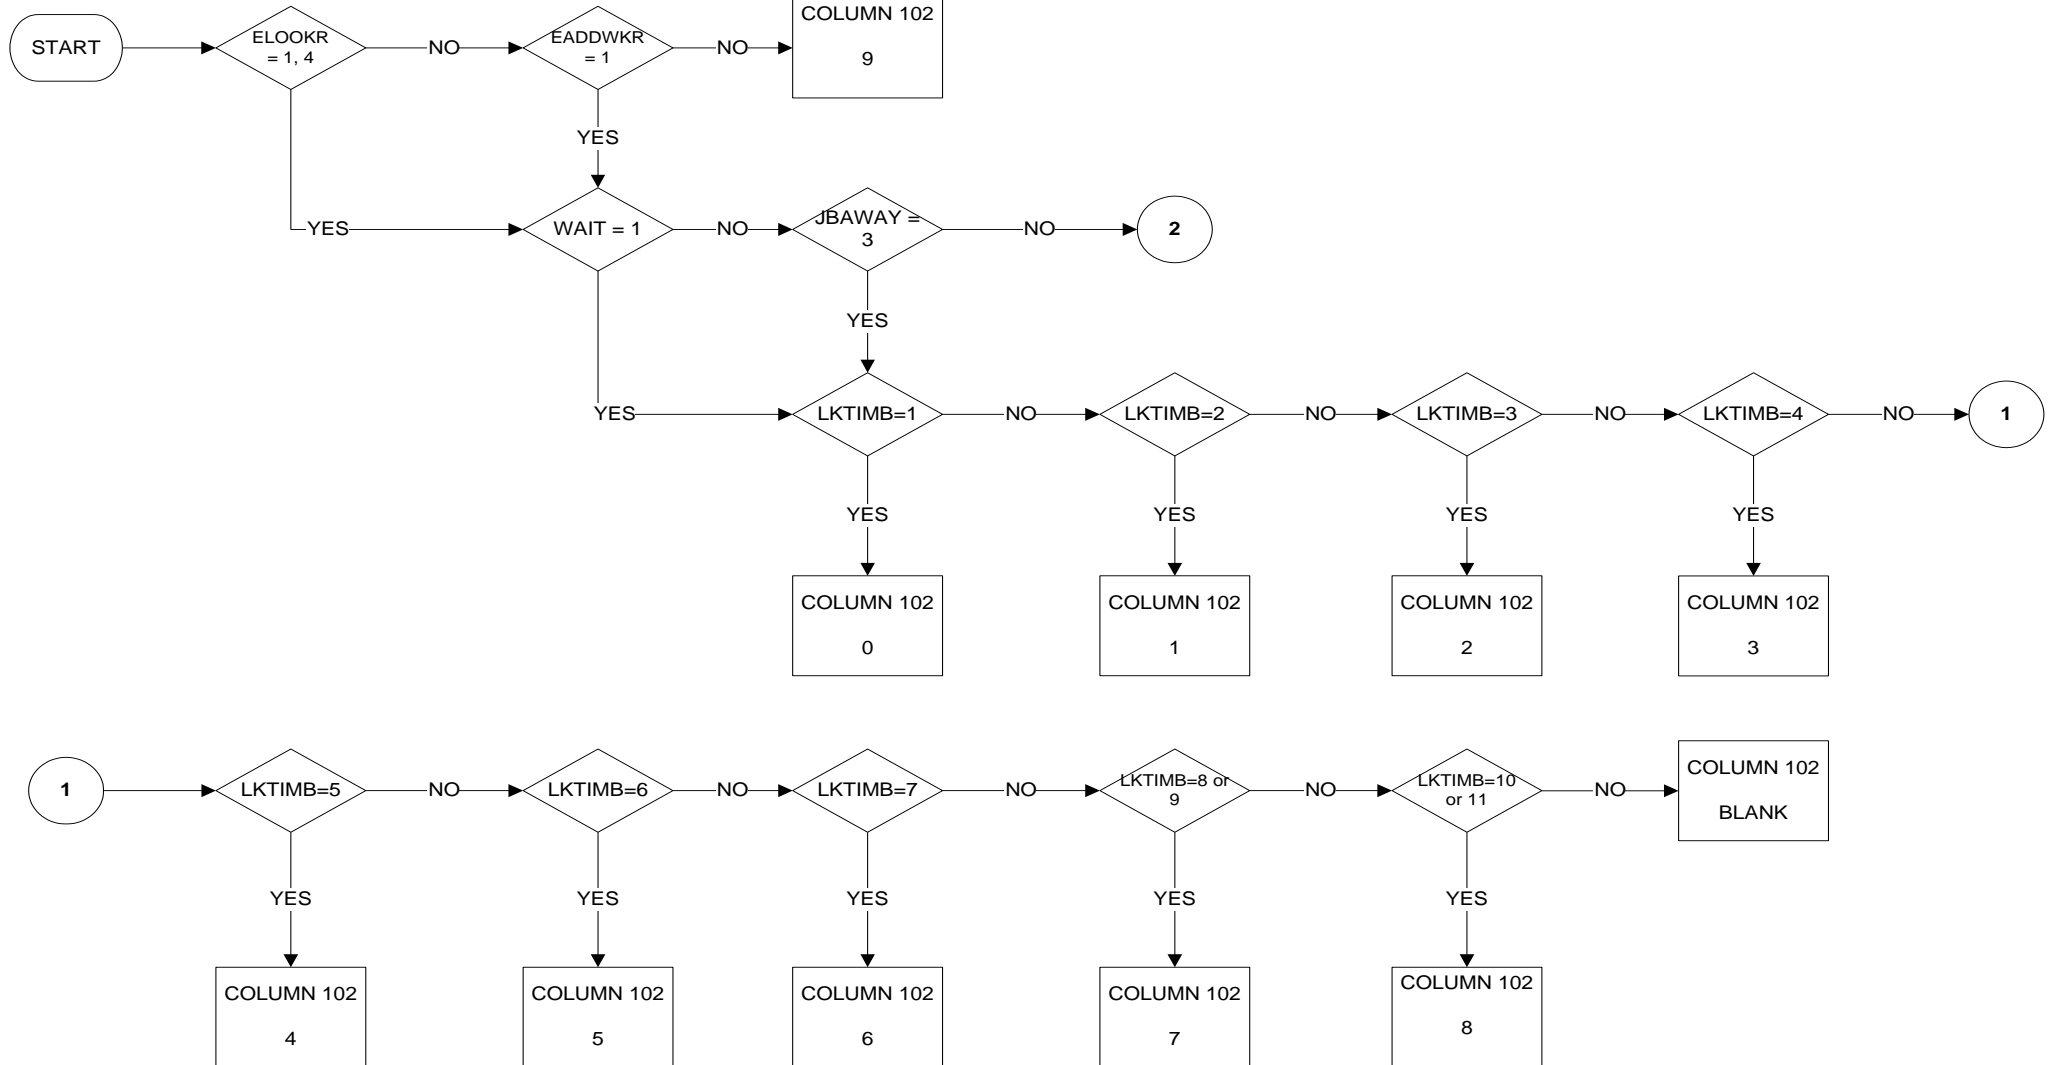 START
ELOOKR
= 1, 4
NO
EADDWKR
= 1
NO
COLUMN 102
9
YES
YES
WAIT = 1
NO
JBAWAY =
3
NO
2
YES
YES
LKTIMB=1
NO
LKTIMB=2
NO
LKTIMB=3
NO
LKTIMB=4
NO
1
YES
YES
YES
YES
COLUMN 102
0
COLUMN 102
1
COLUMN 102
2
COLUMN 102
3
1
LKTIMB=5
NO
LKTIMB=6
NO
LKTIMB=7
NO
LKTIMB=8 or
9
NO
LKTIMB=10
or 11
NO
COLUMN 102
BLANK
YES
YES
YES
YES
YES
COLUMN 102
4
COLUMN 102
5
COLUMN 102
6
COLUMN 102
7
COLUMN 102
8